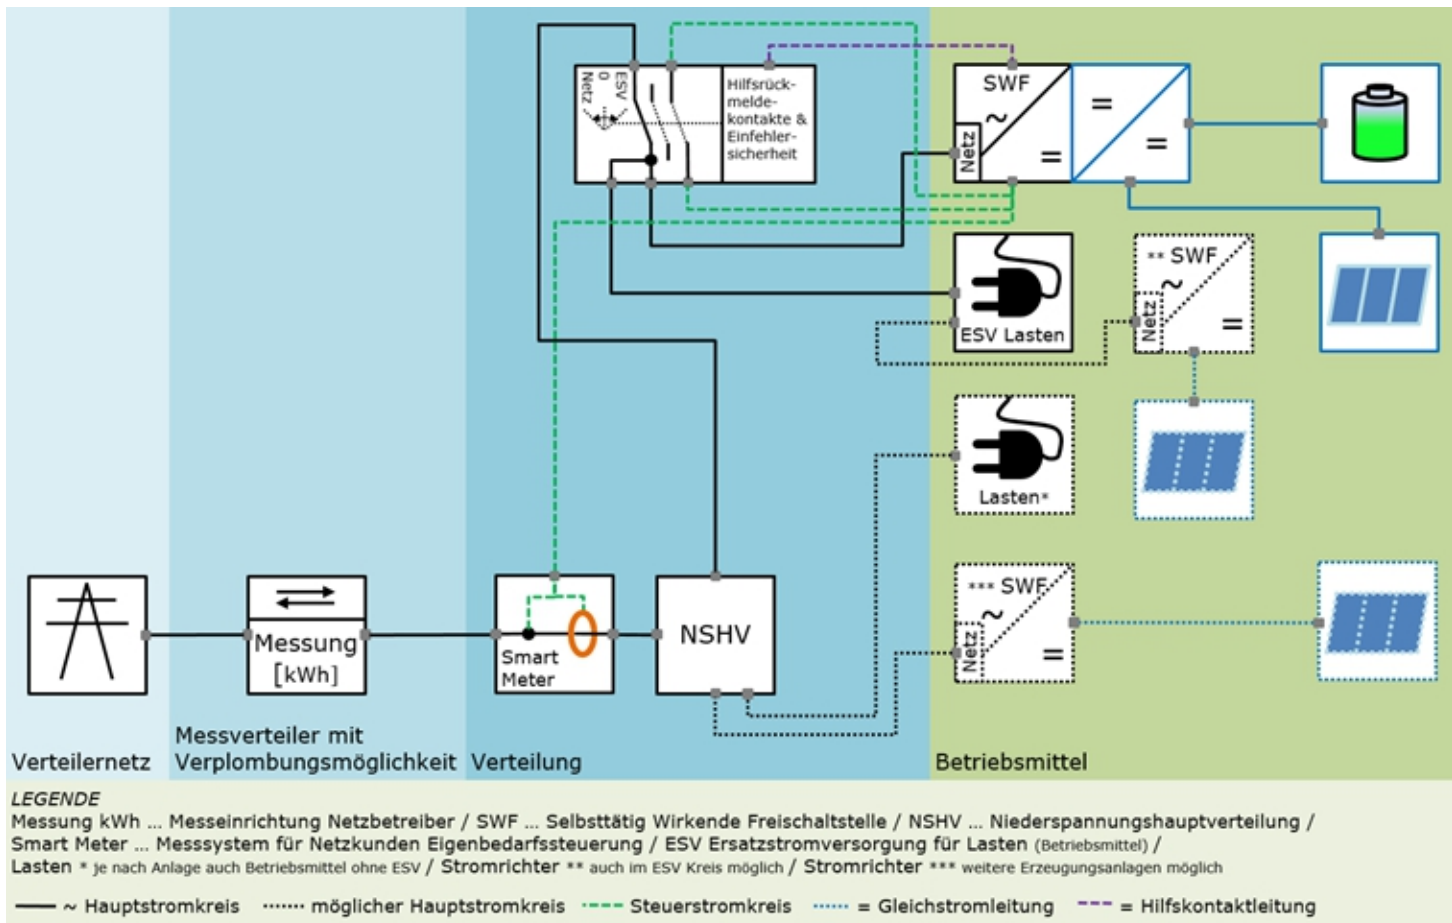 Netz
0
ESV
Hilfsrück-
melde-
kontakte &
Einfehler-
sicherheit
SWF
~
=
Netz
=
=
ESV Lasten
** SWF
~
=
Netz
Lasten*
*** SWF
~
=
Netz
Messung
[kWh]
Smart
Meter
NSHV
Verteilernetz
Messverteiler mit
Verplombungsmöglichkeit
Verteilung
Betriebsmittel
LEGENDE
Messung kWh ... Messeinrichtung Netzbetreiber / SWF ... Selbsttätig Wirkende Freischaltstelle / NSHV ... Niederspannungshauptverteilung /
Smart Meter ... Messsystem für Netzkunden Eigenbedarfssteuerung / ESV Ersatzstromversorgung für Lasten (Betriebsmittel) /
Lasten * je nach Anlage auch Betriebsmittel ohne ESV / Stromrichter ** auch im ESV Kreis möglich / Stromrichter *** weitere Erzeugungsanlagen möglich
~ Hauptstromkreis möglicher Hauptstromkreis Steuerstromkreis = Gleichstromleitung = Hilfskontaktleitung